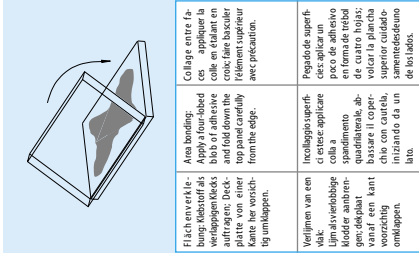 Flächenverkle-
bung: Klebstoff als
vierlappigen Klecks
auftragen; Deck-
platte von einer
Kante her vorsich-
tig umklappen.
Area bonding:
Apply a four-lobed
blob of adhesive
and fold down the
top panel carefully
from the edge.
Collage entre fa-
ces appliquer la
colle en étalant en
croix; faire basculer
l'élément supérieur
avec précaution.
Verlijmen van een
vlak:
Lijm als vierlobbige
klodder aanbren-
gen; dekplaat
vanaf een kant
voorzichtig
omklappen.
Incollaggio superfi-
ci estese: applicare
colla a
spandimento
quadrilaterale, ab-
bassare il coper-
chio con cautela,
iniziando da un
lato.
Pegado de superfi-
cies: aplicar un
poco de adhesivo
en forma de trébol
de cuatro hojas;
volcar la plancha
superior cuidado-
samente desde uno
de los lados.